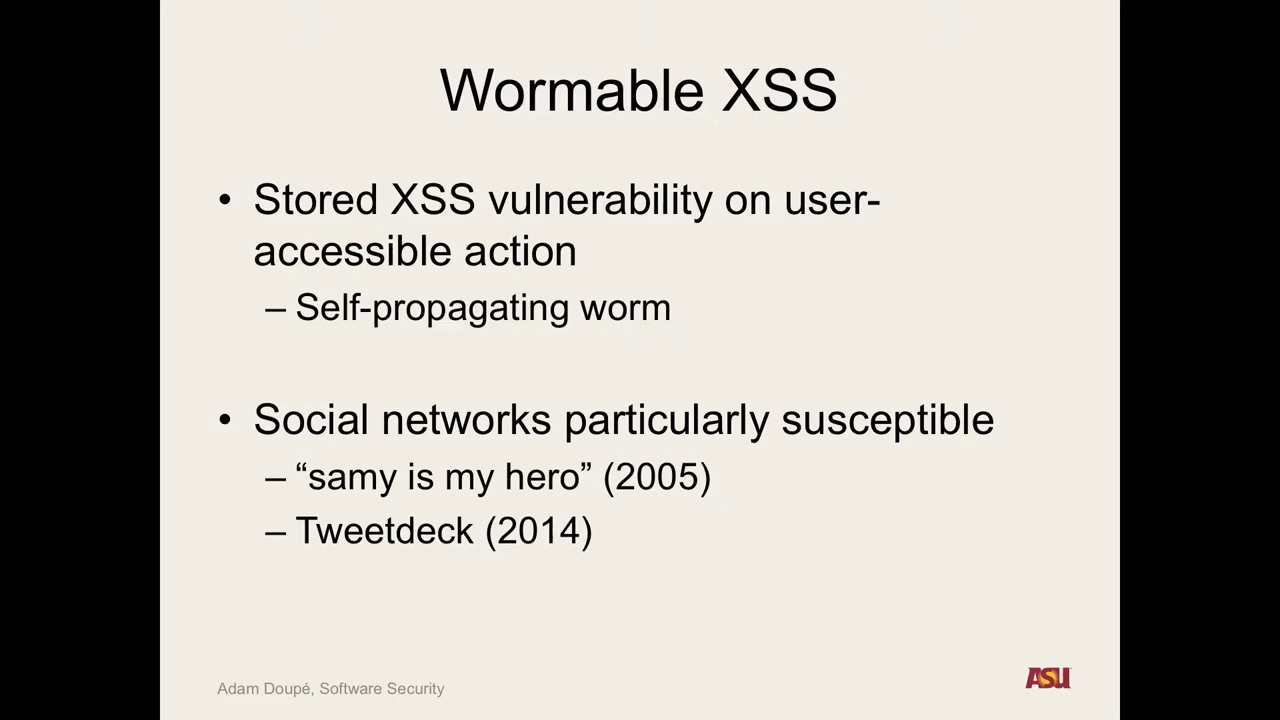 Wormable XSS
• Stored XSS vulnerability on user-
accessible action
– Self-propagating worm
• Social networks particularly susceptible
– “samy is my hero” (2005)
– Tweetdeck (2014)
Adam Doupé, Software Security
ASU